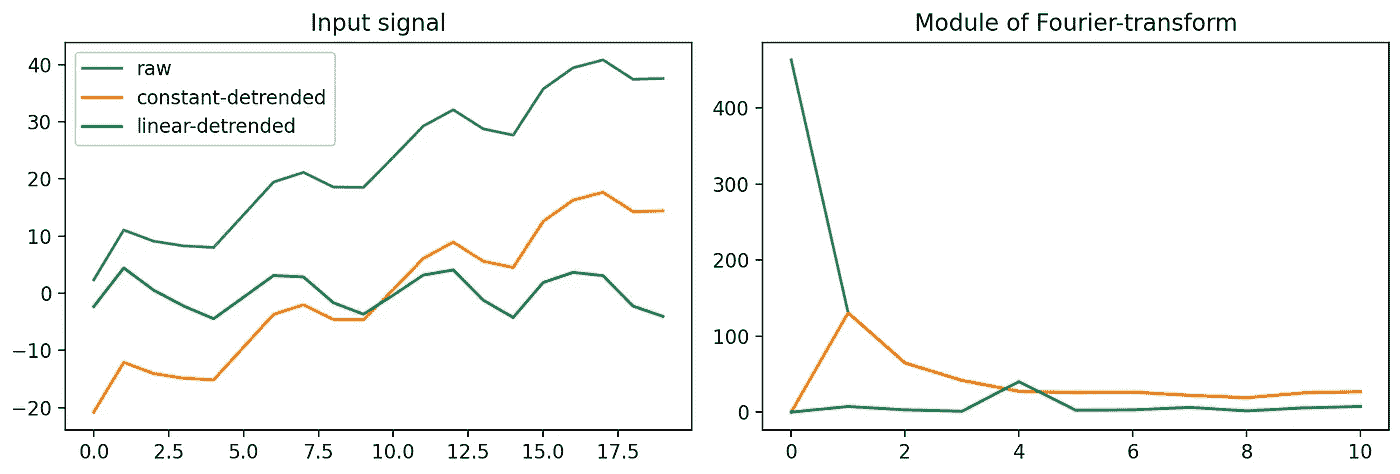 Input signal
raw
constant-detrended
linear-detrended
40
30
20
10
0
−10
−20
0.0 2.5 5.0 7.5 10.0 12.5 15.0 17.5
Module of Fourier-transform
400
300
200
100
0
0 2 4 6 8 10